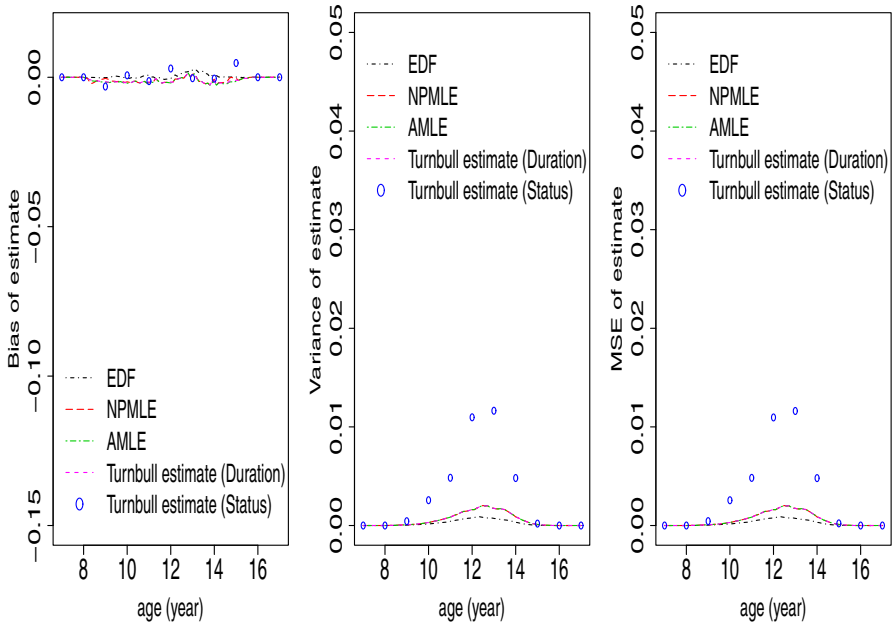 Bias of estimate
0.00
−0.05
−0.10
−0.15
EDF
NPMLE
AMLE
Turnbull estimate (Duration)
Turnbull estimate (Status)
8 10 12 14 16
age (year)
Variance of estimate
0.05
0.04
0.03
0.02
0.01
0.00
EDF
NPMLE
AMLE
Turnbull estimate (Duration)
Turnbull estimate (Status)
8 10 12 14 16
age (year)
MSE of estimate
0.05
0.04
0.03
0.02
0.01
0.00
EDF
NPMLE
AMLE
Turnbull estimate (Duration)
Turnbull estimate (Status)
8 10 12 14 16
age (year)